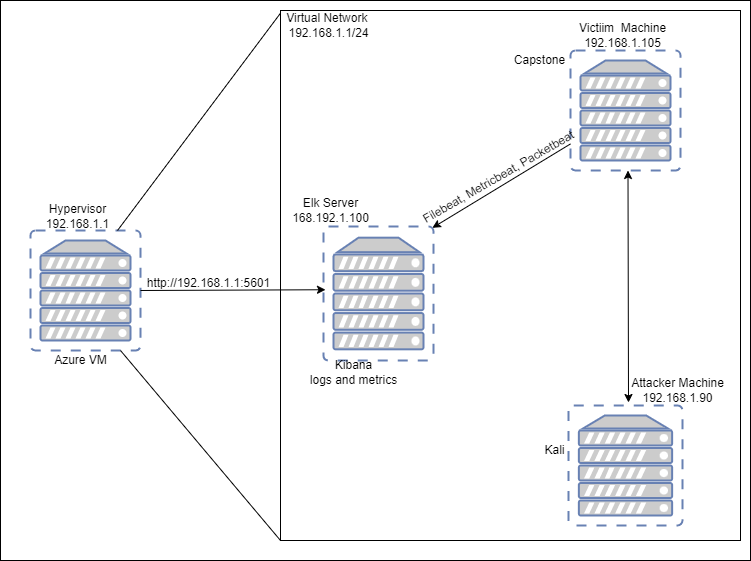 Virtual Network
192.168.1.1/24
Victiim Machine
192.168.1.105
Capstone
Filebeat, Metricbeat, Packetbeat
Elk Server
168.192.1.100
Hypervisor
192.168.1.1
http://192.168.1.1:5601
Azure VM
Kibana
logs and metrics
Attacker Machine
192.168.1.90
Kali